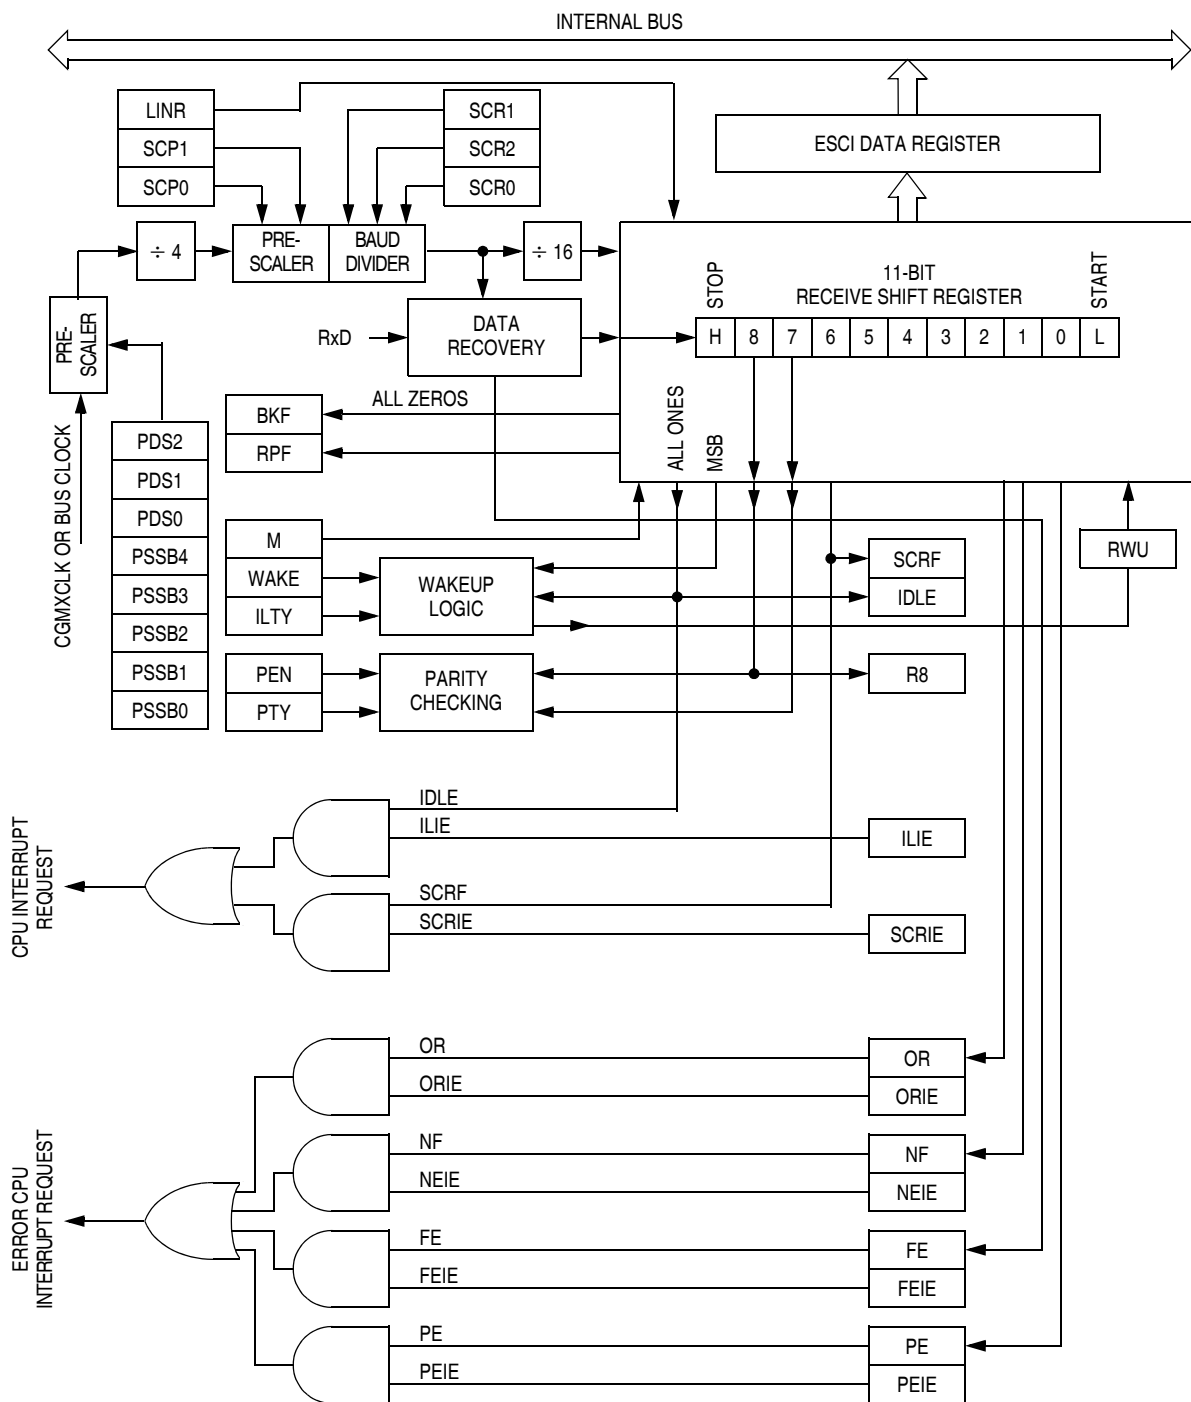 INTERNAL BUS
LINR
SCP1
SCP0
SCR1
SCR2
SCR0
ESCI DATA REGISTER
÷ 4
PRE-
SCALER
BAUD
DIVIDER
÷ 16
PRE-
SCALER
RxD
DATA
RECOVERY
STOP
11-BIT
RECEIVE SHIFT REGISTER
START
H 8 7 6 5 4 3 2 1 0 L
ALL ONES
MSB
ALL ZEROS
BKF
RPF
CGMXCLK OR BUS CLOCK
PDS2
PDS1
PDS0
PSSB4
PSSB3
PSSB2
PSSB1
PSSB0
M
WAKE
ILTY
WAKEUP
LOGIC
PEN
PTY
PARITY
CHECKING
SCRF
IDLE
RWU
R8
CPU INTERRUPT
REQUEST
IDLE
ILIE
ILIE
SCRF
SCRIE
SCRIE
ERROR CPU
INTERRUPT REQUEST
OR
OR
ORIE
ORIE
NF
NF
NEIE
NEIE
FE
FE
FEIE
FEIE
PE
PE
PEIE
PEIE